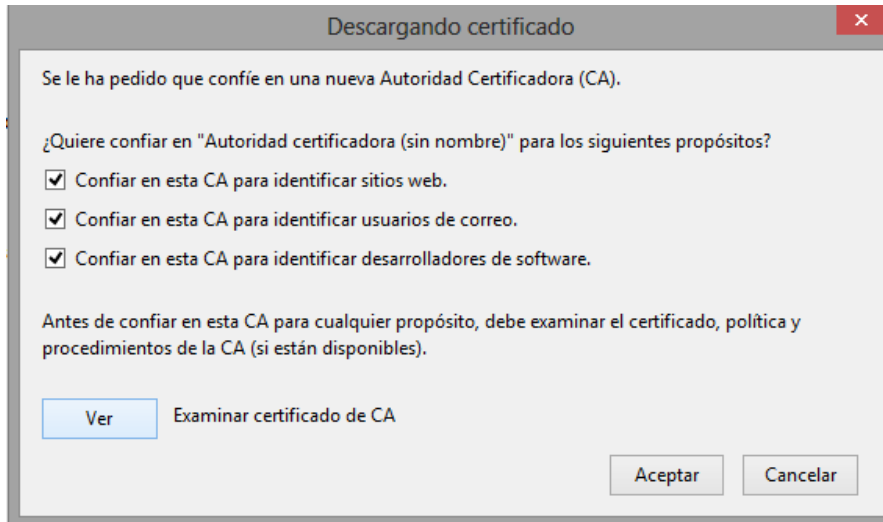 Descargando certificado
Se le ha pedido que confíe en una nueva Autoridad Certificadora (CA).
¿Quiere confiar en "Autoridad certificadora (sin nombre)" para los siguientes propósitos?
Confiar en esta CA para identificar sitios web.
Confiar en esta CA para identificar usuarios de correo.
Confiar en esta CA para identificar desarrolladores de software.
Antes de confiar en esta CA para cualquier propósito, debe examinar el certificado, política y
procedimientos de la CA (si están disponibles).
Ver Examinar certificado de CA
Aceptar Cancelar